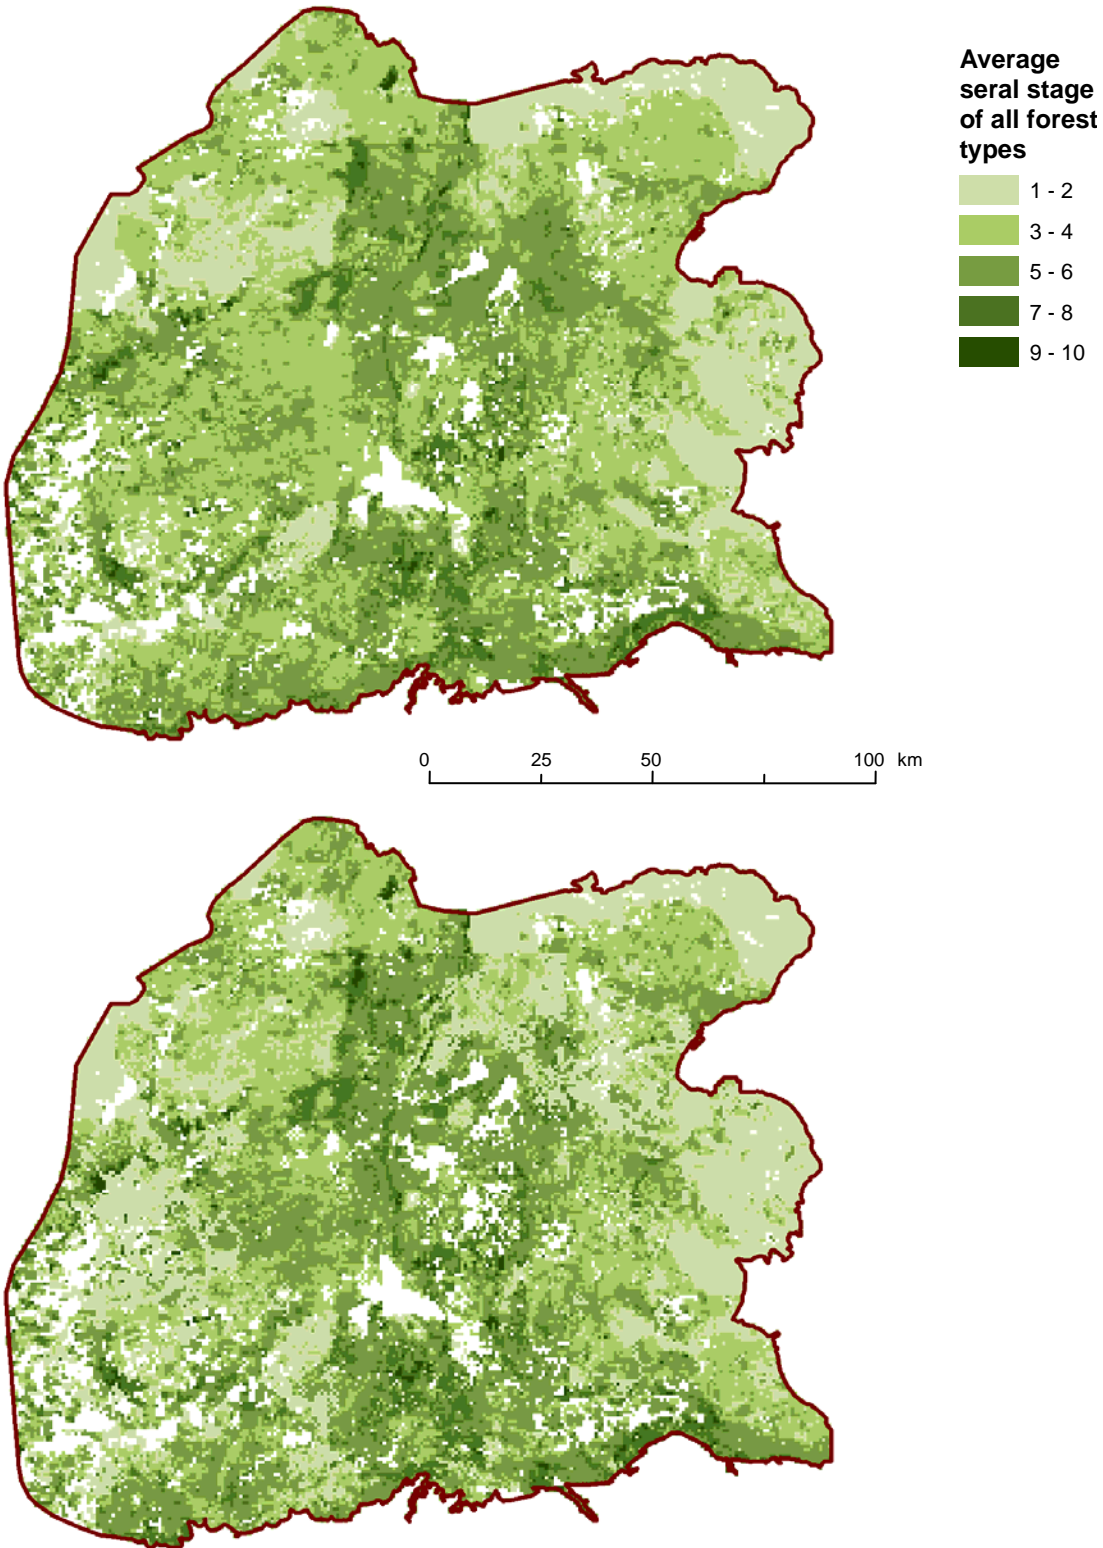 Average
seral stage
of all forest
types
1 - 2
3 - 4
5 - 6
7 - 8
9 - 10
0 25 50 100 km